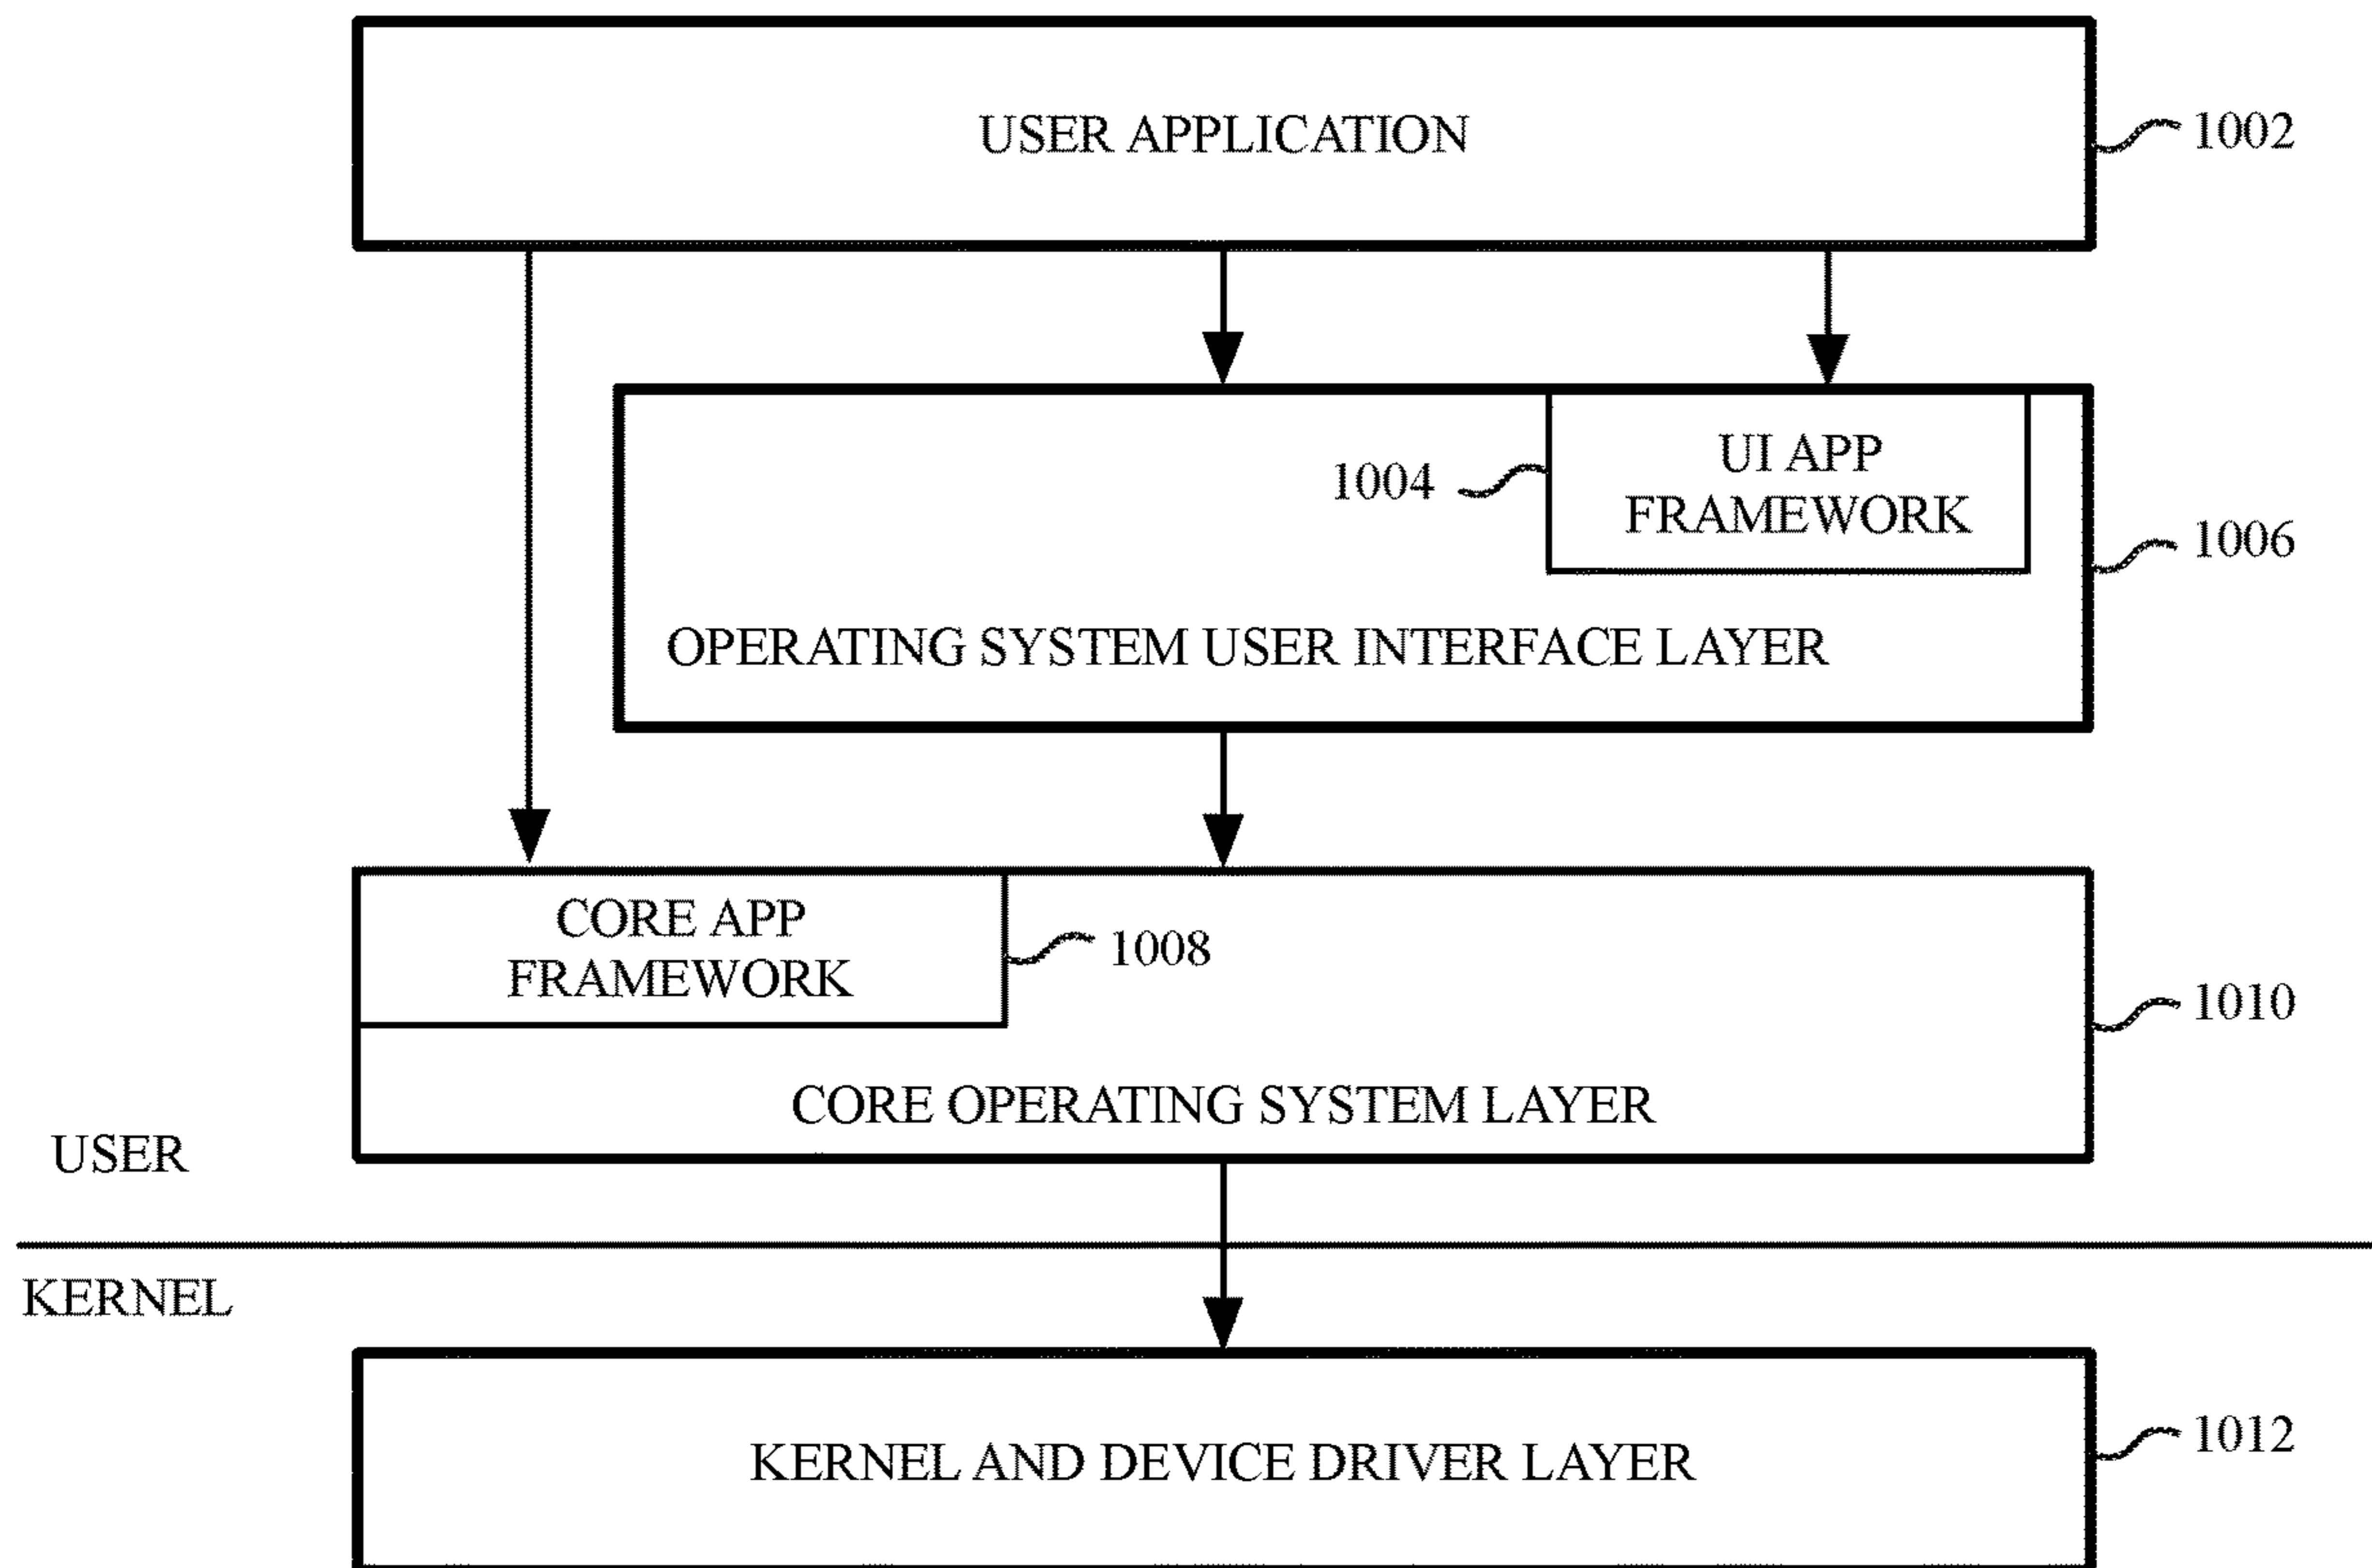 USER APPLICATION
1002
UI APP
FRAMEWORK
1004
1006
OPERATING SYSTEM USER INTERFACE LAYER
CORE APP
FRAMEWORK
1008
1010
CORE OPERATING SYSTEM LAYER
USER
KERNEL
KERNEL AND DEVICE DRIVER LAYER
1012